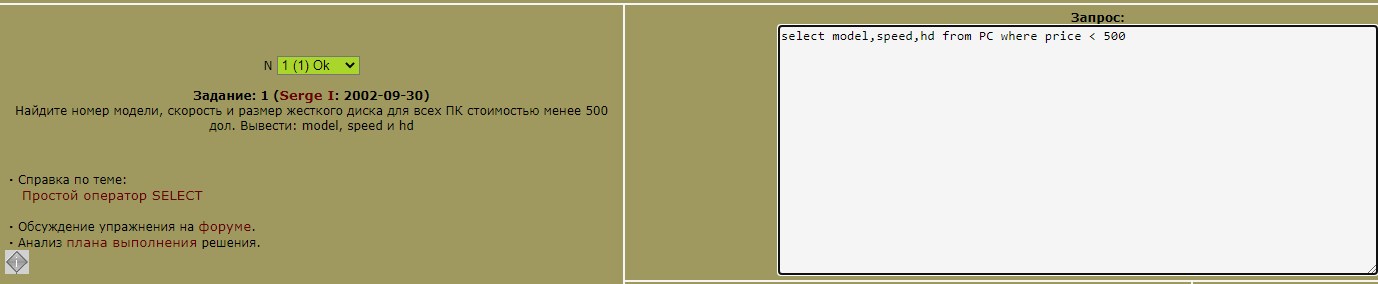 N 1 (1) Ok
Задание: 1 (Serge I: 2002-09-30)
Найдите номер модели, скорость и размер жесткого диска для всех ПК стоимостью менее 500
дол. Вывести: model, speed и hd
• Справка по теме:
Простой оператор SELECT
• Обсуждение упражнения на форуме.
• Анализ плана выполнения решения.
Запрос:
select model,speed,hd from PC where price < 500